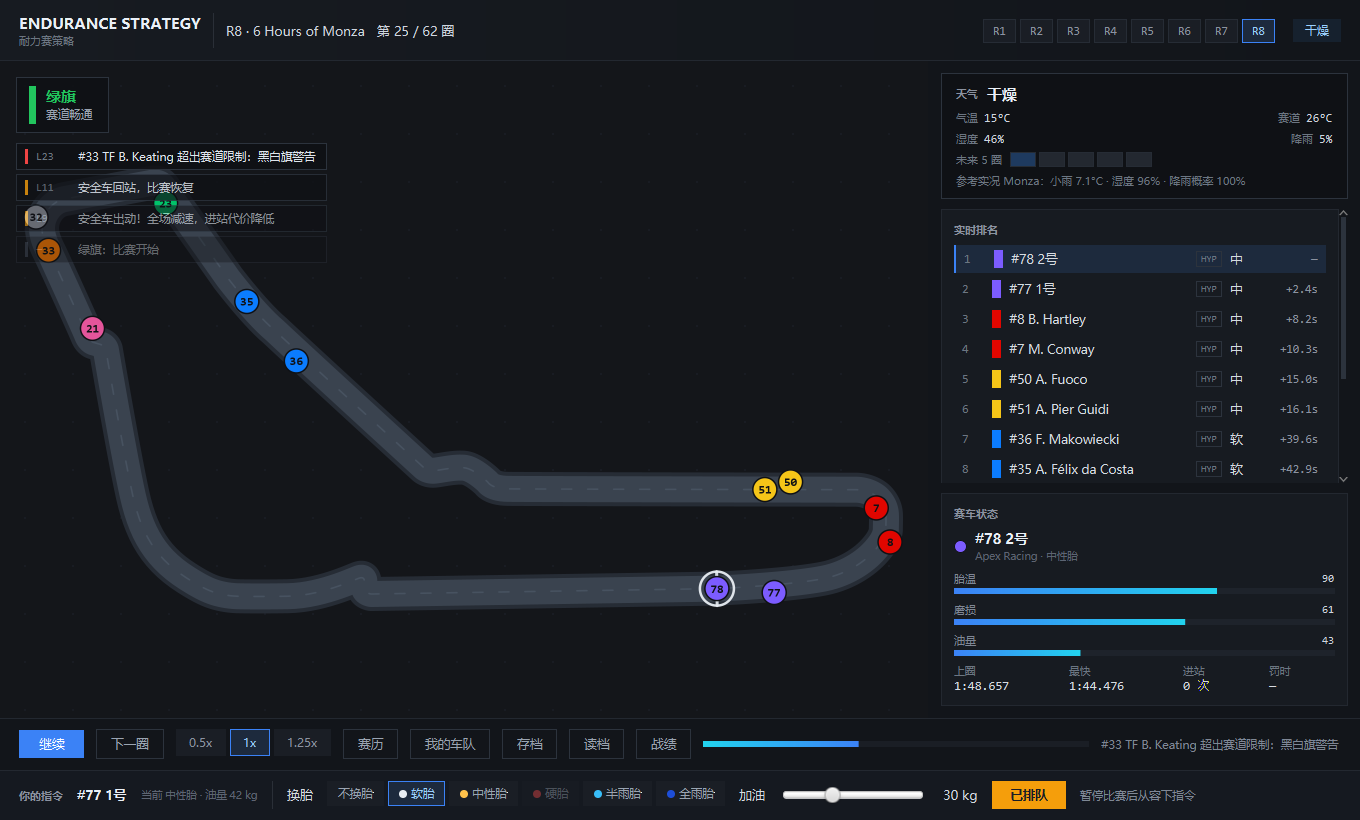 ENDURANCE STRATEGY
耐力赛策略
R8 · 6 Hours of Monza 第 25 / 62 圈
R1 R2 R3 R4 R5 R6 R7 R8 干燥
绿旗
赛道畅通
L23 #33 TF B. Keating 超出赛道限制：黑白旗警告
L11 安全车回站，比赛恢复
安全车出动！全场减速，进站代价降低
绿旗：比赛开始
23
32
33
35
21
36
51
50
7
8
78
77
天气 干燥
气温 15°C 赛道 26°C
湿度 46% 降雨 5%
未来 5 圈
参考实况 Monza：小雨 7.1°C · 湿度 96% · 降雨概率 100%
实时排名
1 #78 2号 HYP 中 —
2 #77 1号 HYP 中 +2.4s
3 #8 B. Hartley HYP 中 +8.2s
4 #7 M. Conway HYP 中 +10.3s
5 #50 A. Fuoco HYP 中 +15.0s
6 #51 A. Pier Guidi HYP 中 +16.1s
7 #36 F. Makowiecki HYP 软 +39.6s
8 #35 A. Félix da Costa HYP 软 +42.9s
赛车状态
#78 2号
Apex Racing · 中性胎
胎温 90
磨损 61
油量 43
上圈 最快 进站 罚时
1:48.657 1:44.476 0 次 —
继续 下一圈 0.5x 1x 1.25x 赛历 我的车队 存档 读档 战绩 #33 TF B. Keating 超出赛道限制：黑白旗警告
你的指令 #77 1号 当前 中性胎 · 油量 42 kg 换胎 不换胎 软胎 中性胎 硬胎 半雨胎 全雨胎 加油 30 kg 已排队 暂停比赛后从容下指令